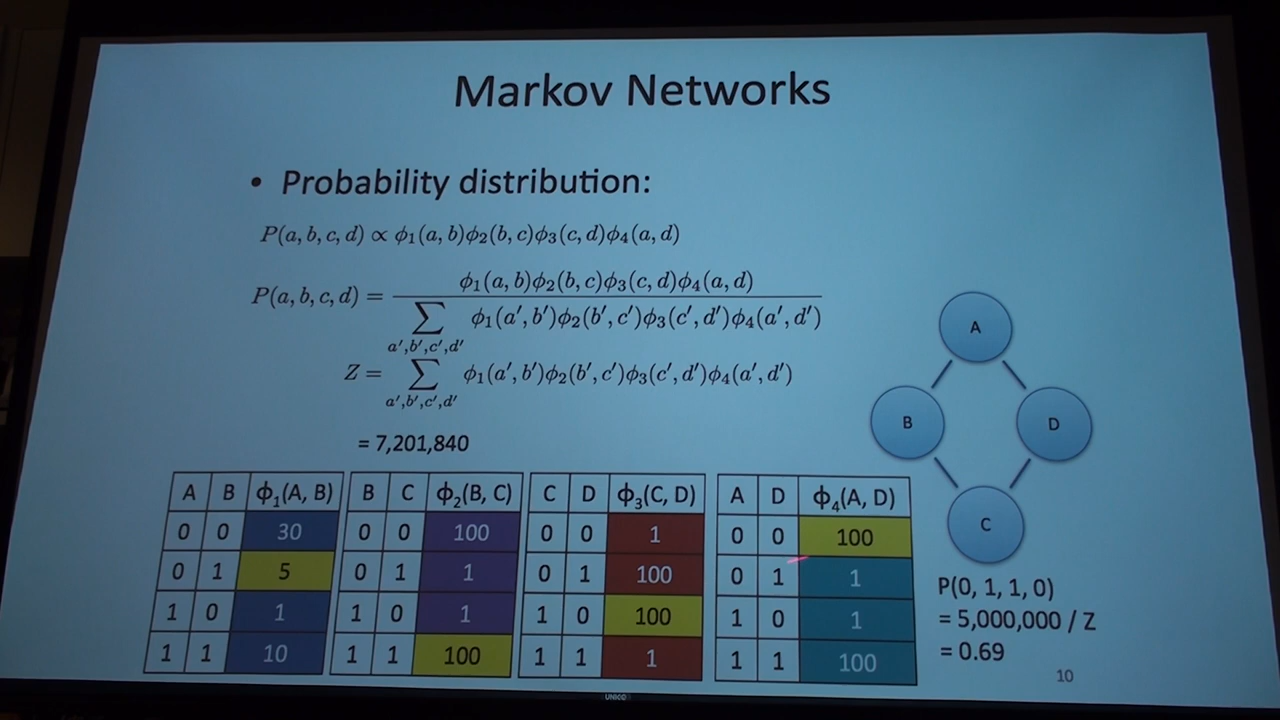 Markov Networks
• Probability distribution:
P(a, b, c, d) ∝ ϕ₁(a, b)ϕ₂(b, c)ϕ₃(c, d)ϕ₄(a, d)
P(a, b, c, d) = ϕ₁(a, b)ϕ₂(b, c)ϕ₃(c, d)ϕ₄(a, d)
∑ ϕ₁(a′, b′)ϕ₂(b′, c′)ϕ₃(c′, d′)ϕ₄(a′, d′)
a′,b′,c′,d′
Z = ∑ ϕ₁(a′, b′)ϕ₂(b′, c′)ϕ₃(c′, d′)ϕ₄(a′, d′)
a′,b′,c′,d′
= 7,201,840
A
B D
C
A B ϕ₁(A, B)
0 0 30
0 1 5
1 0 1
1 1 10
B C ϕ₂(B, C)
0 0 100
0 1 1
1 0 1
1 1 100
C D ϕ₃(C, D)
0 0 1
0 1 100
1 0 100
1 1 1
A D ϕ₄(A, D)
0 0 100
0 1 1
1 0 1
1 1 100
P(0, 1, 1, 0)
= 5,000,000 / Z
= 0.69
10